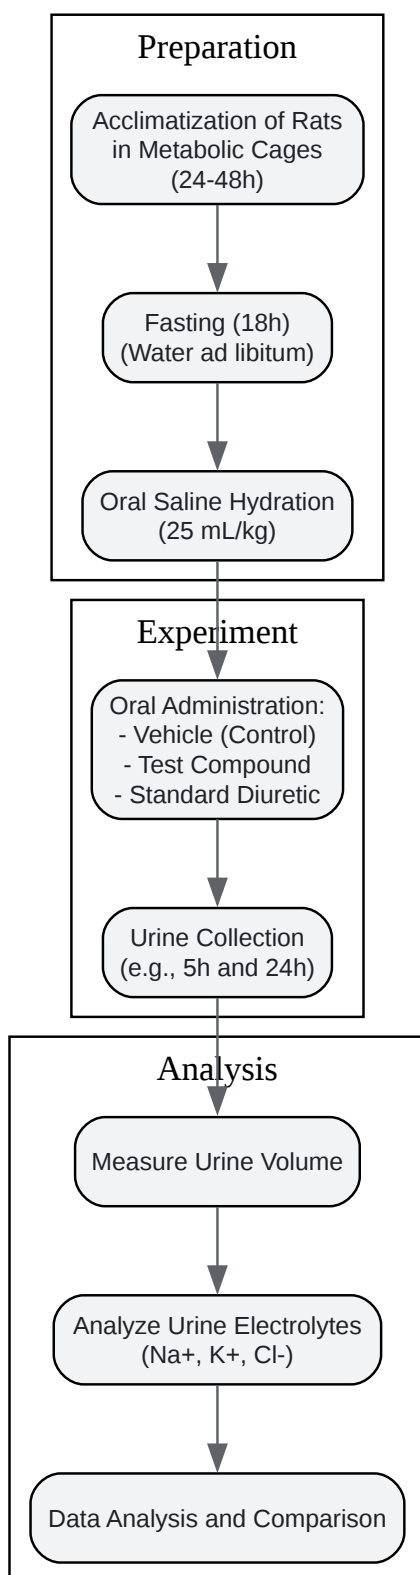 Preparation
Acclimatization of Rats
in Metabolic Cages
(24-48h)
Fasting (18h)
(Water ad libitum)
Oral Saline Hydration
(25 mL/kg)
Experiment
Oral Administration:
- Vehicle (Control)
- Test Compound
- Standard Diuretic
Urine Collection
(e.g., 5h and 24h)
Analysis
Measure Urine Volume
Analyze Urine Electrolytes
(Na+, K+, Cl-)
Data Analysis and Comparison